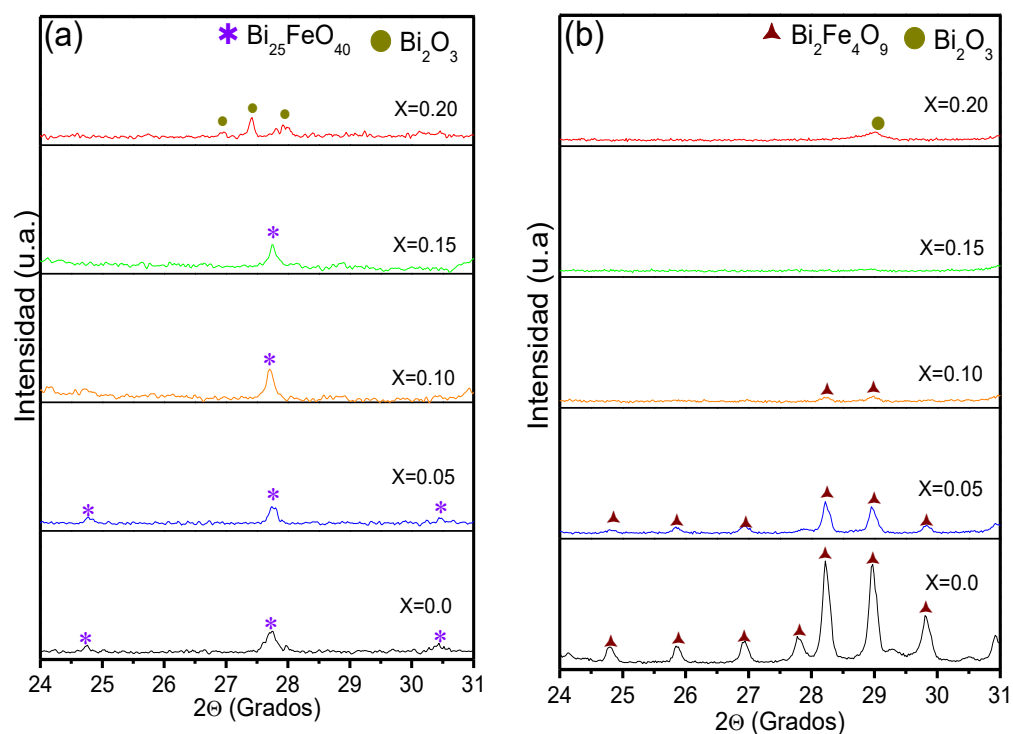 (a) * Bi₂₅FeO₄₀ ● Bi₂O₃
X=0.20
X=0.15
X=0.10
X=0.05
X=0.0
Intensidad (u.a.)
24 25 26 27 28 29 30 31
2Θ (Grados)
(b) Bi₂Fe₄O₉ ● Bi₂O₃
X=0.20
X=0.15
X=0.10
X=0.05
X=0.0
Intensidad (u.a)
24 25 26 27 28 29 30 31
2Θ (Grados)